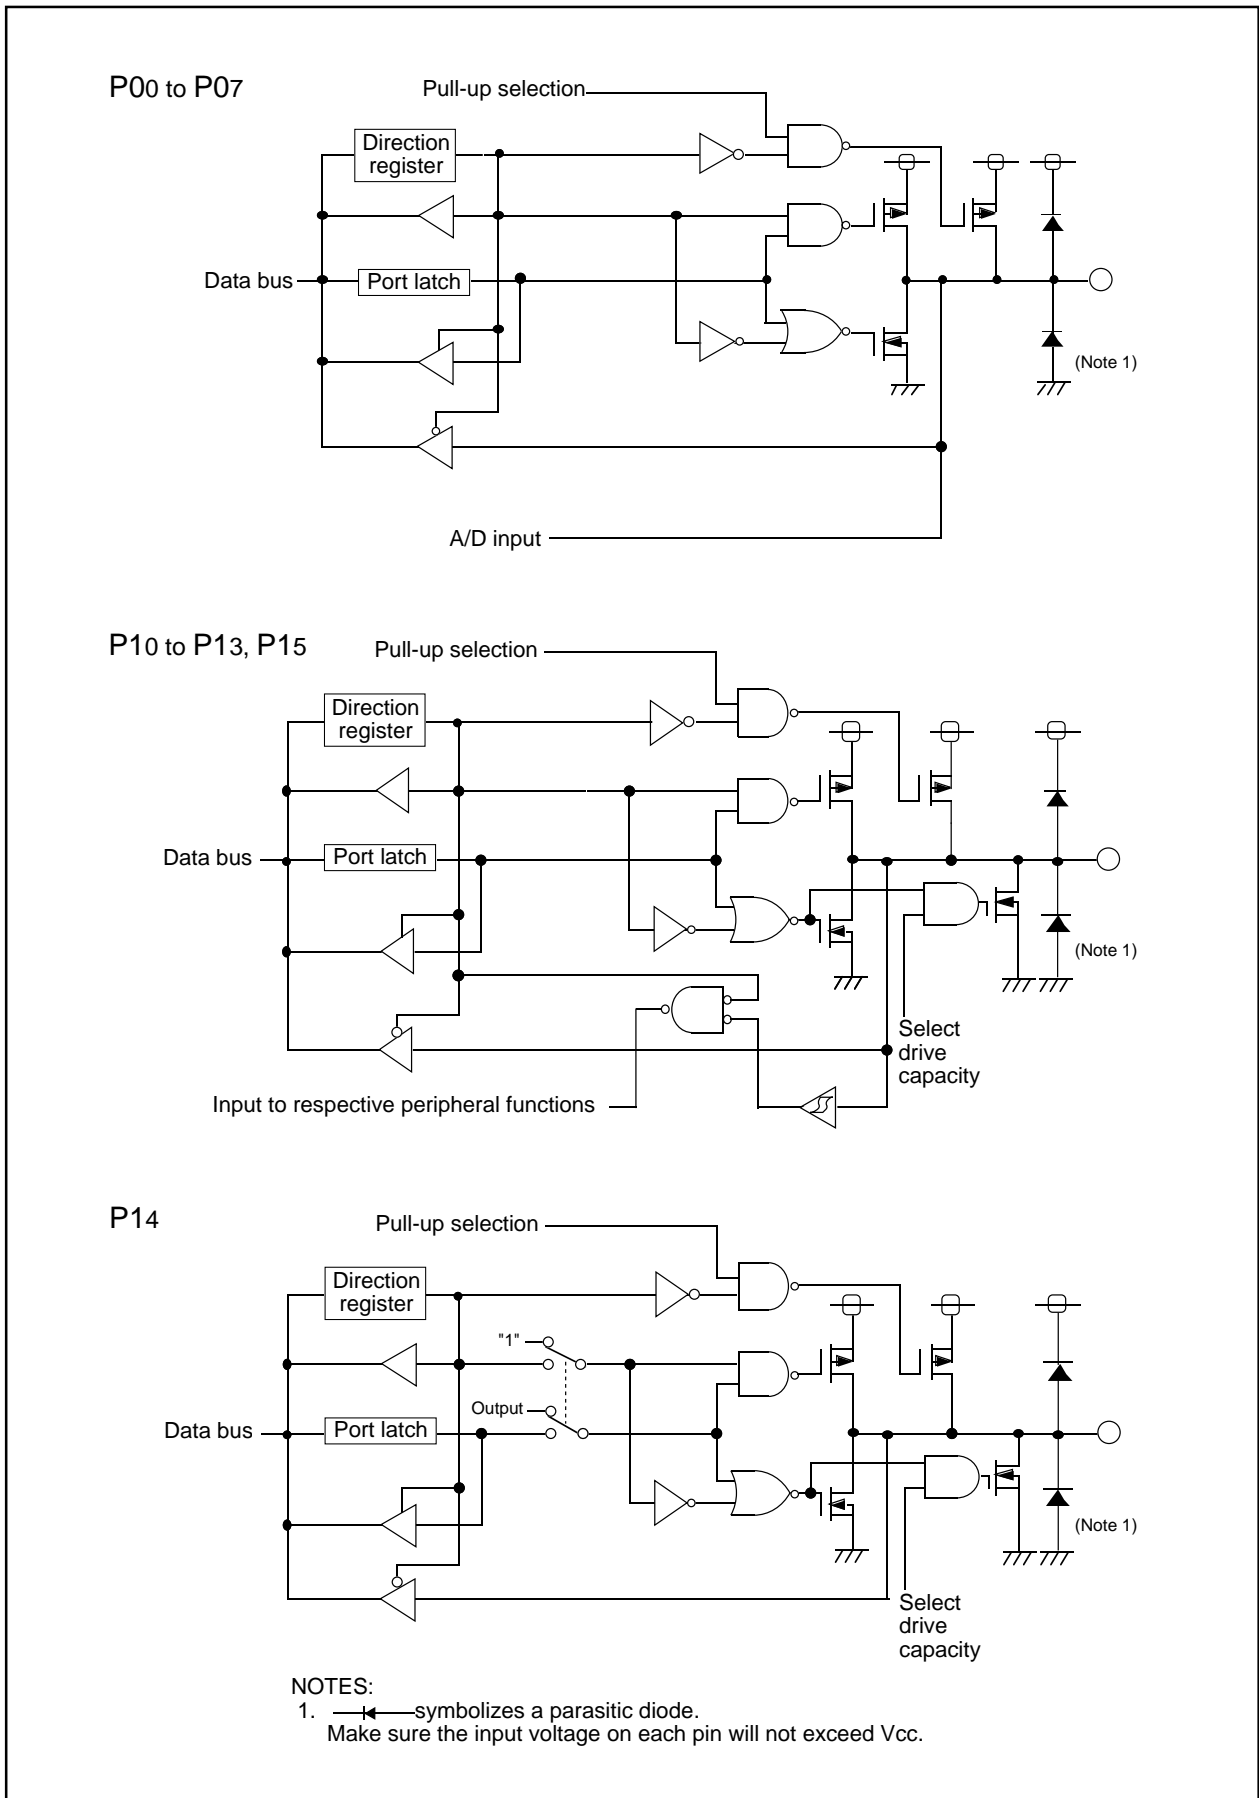 P00 to P07
Pull-up selection
Direction
register
Data bus
Port latch
(Note 1)
A/D input
P10 to P13, P15
Pull-up selection
Direction
register
Data bus
Port latch
(Note 1)
Select
drive
capacity
Input to respective peripheral functions
P14
Pull-up selection
Direction
register
"1"
Output
Data bus
Port latch
(Note 1)
Select
drive
capacity
NOTES:
1. symbolizes a parasitic diode.
Make sure the input voltage on each pin will not exceed Vcc.